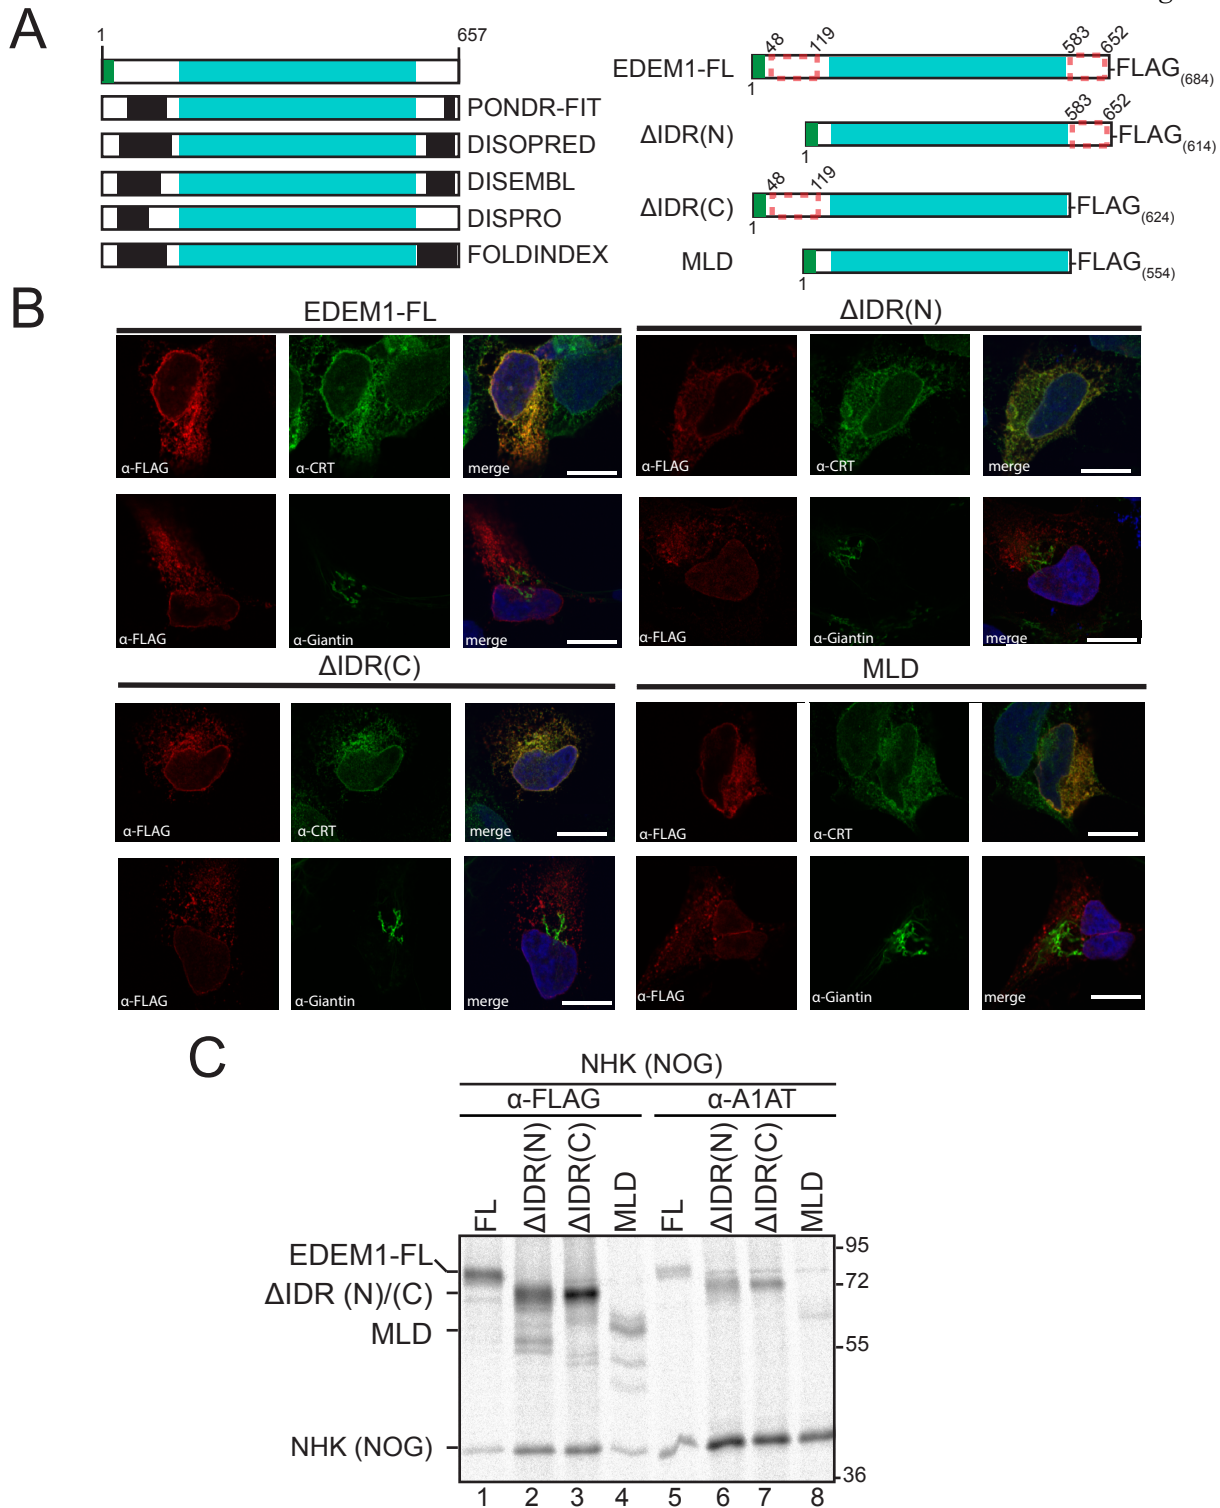 A
1 657
PONDR-FIT
DISOPRED
DISEMBL
DISPRO
FOLDINDEX
EDEM1-FL 1 48 119 583 652 -FLAG(684)
ΔIDR(N) 1 583 652 -FLAG(614)
ΔIDR(C) 1 48 119 -FLAG(624)
MLD 1 -FLAG(554)
B
EDEM1-FL
α-FLAG α-CRT merge
α-FLAG α-Giantin merge
ΔIDR(N)
α-FLAG α-CRT merge
α-FLAG α-Giantin merge
ΔIDR(C)
α-FLAG α-CRT merge
α-FLAG α-Giantin merge
MLD
α-FLAG α-CRT merge
α-FLAG α-Giantin merge
C
NHK (NOG)
α-FLAG α-A1AT
FL ΔIDR(N) ΔIDR(C) MLD FL ΔIDR(N) ΔIDR(C) MLD
EDEM1-FL
ΔIDR (N)/(C)
MLD
NHK (NOG)
-95
-72
-55
-36
1 2 3 4 5 6 7 8